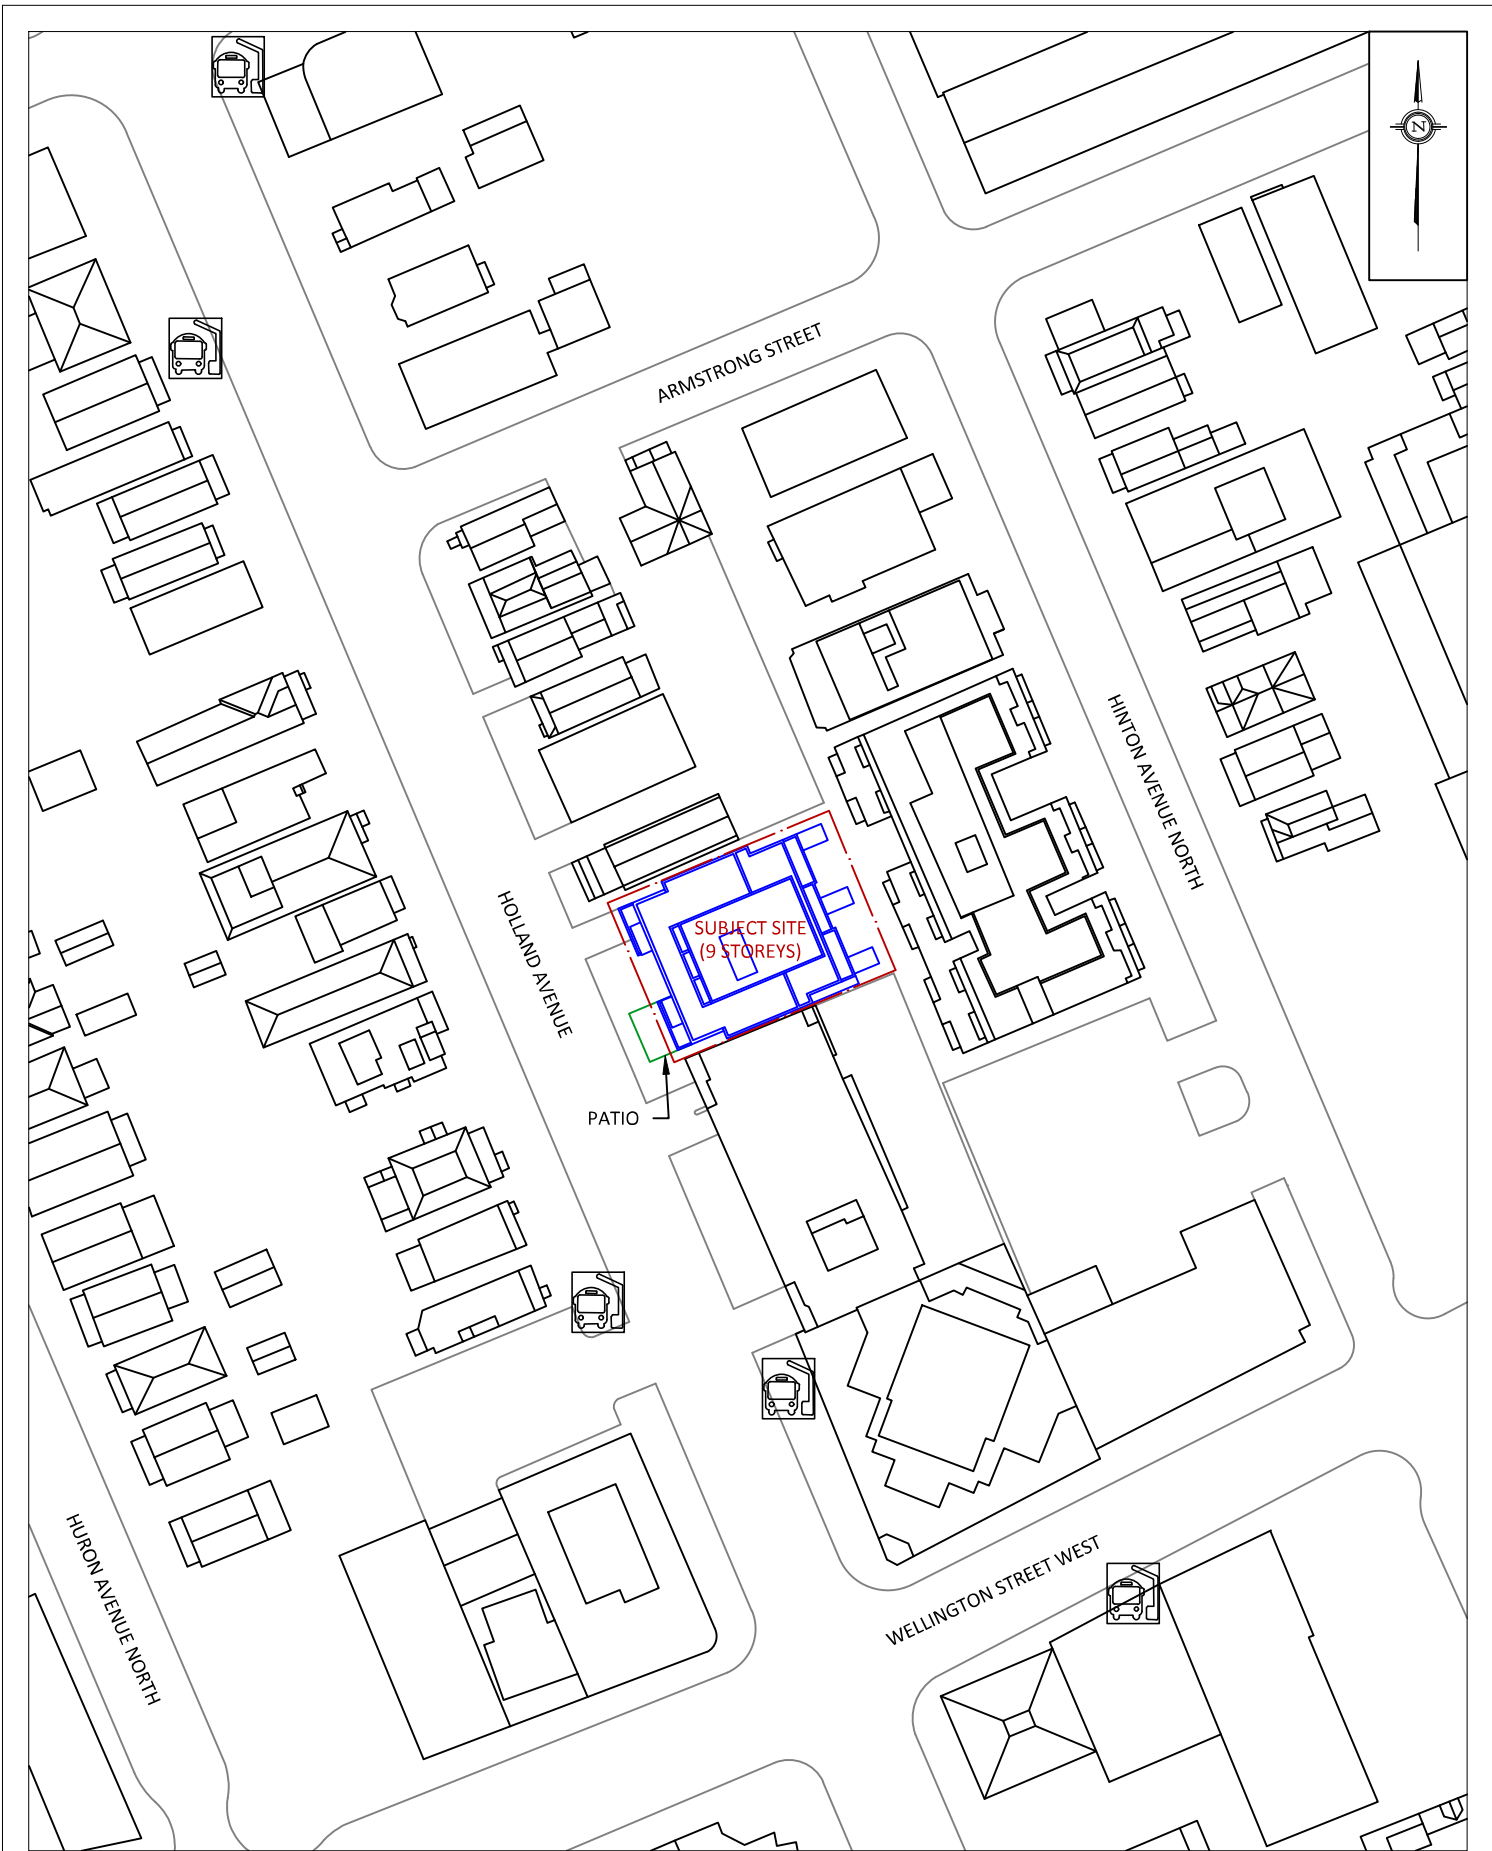 N
ARMSTRONG STREET
HINTON AVENUE NORTH
HOLLAND AVENUE
SUBJECT SITE
(9 STOREYS)
PATIO
HURON AVENUE NORTH
WELLINGTON STREET WEST